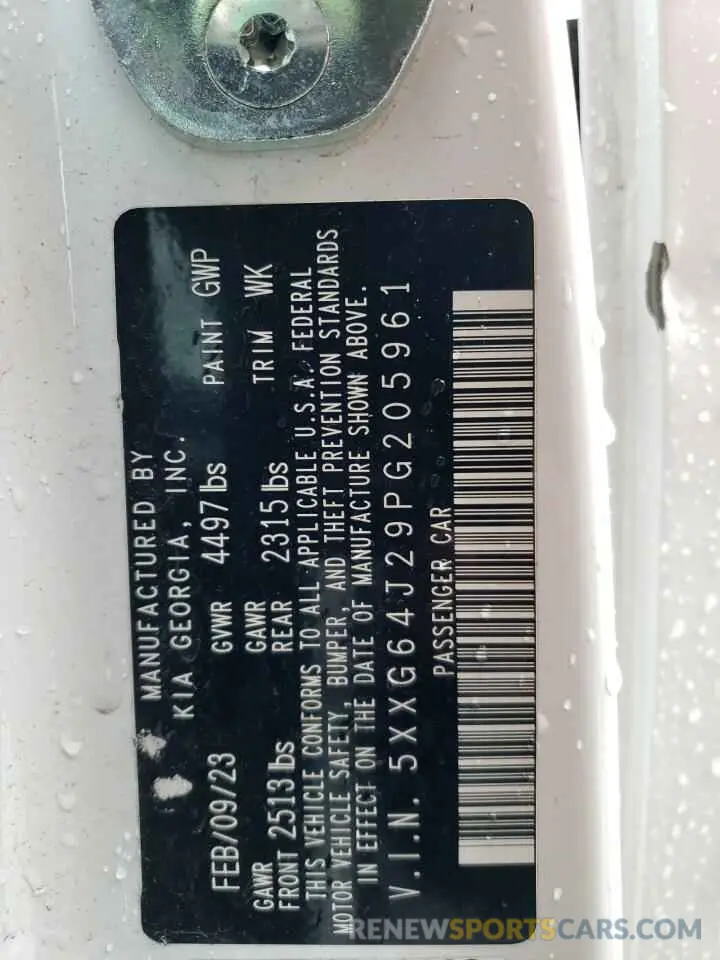 MANUFACTURED BY
KIA GEORGIA, INC.
FEB/09/23 GVWR 4497 lbs PAINT GWP
GAWR FRONT 2513 lbs GAWR REAR 2315 lbs TRIM WK
THIS VEHICLE CONFORMS TO ALL APPLICABLE U.S.A. FEDERAL
MOTOR VEHICLE SAFETY, BUMPER, AND THEFT PREVENTION STANDARDS
IN EFFECT ON THE DATE OF MANUFACTURE SHOWN ABOVE.
V.I.N. 5XXG64J29PG205961
PASSENGER CAR
RENEWSPORTSCARS.COM